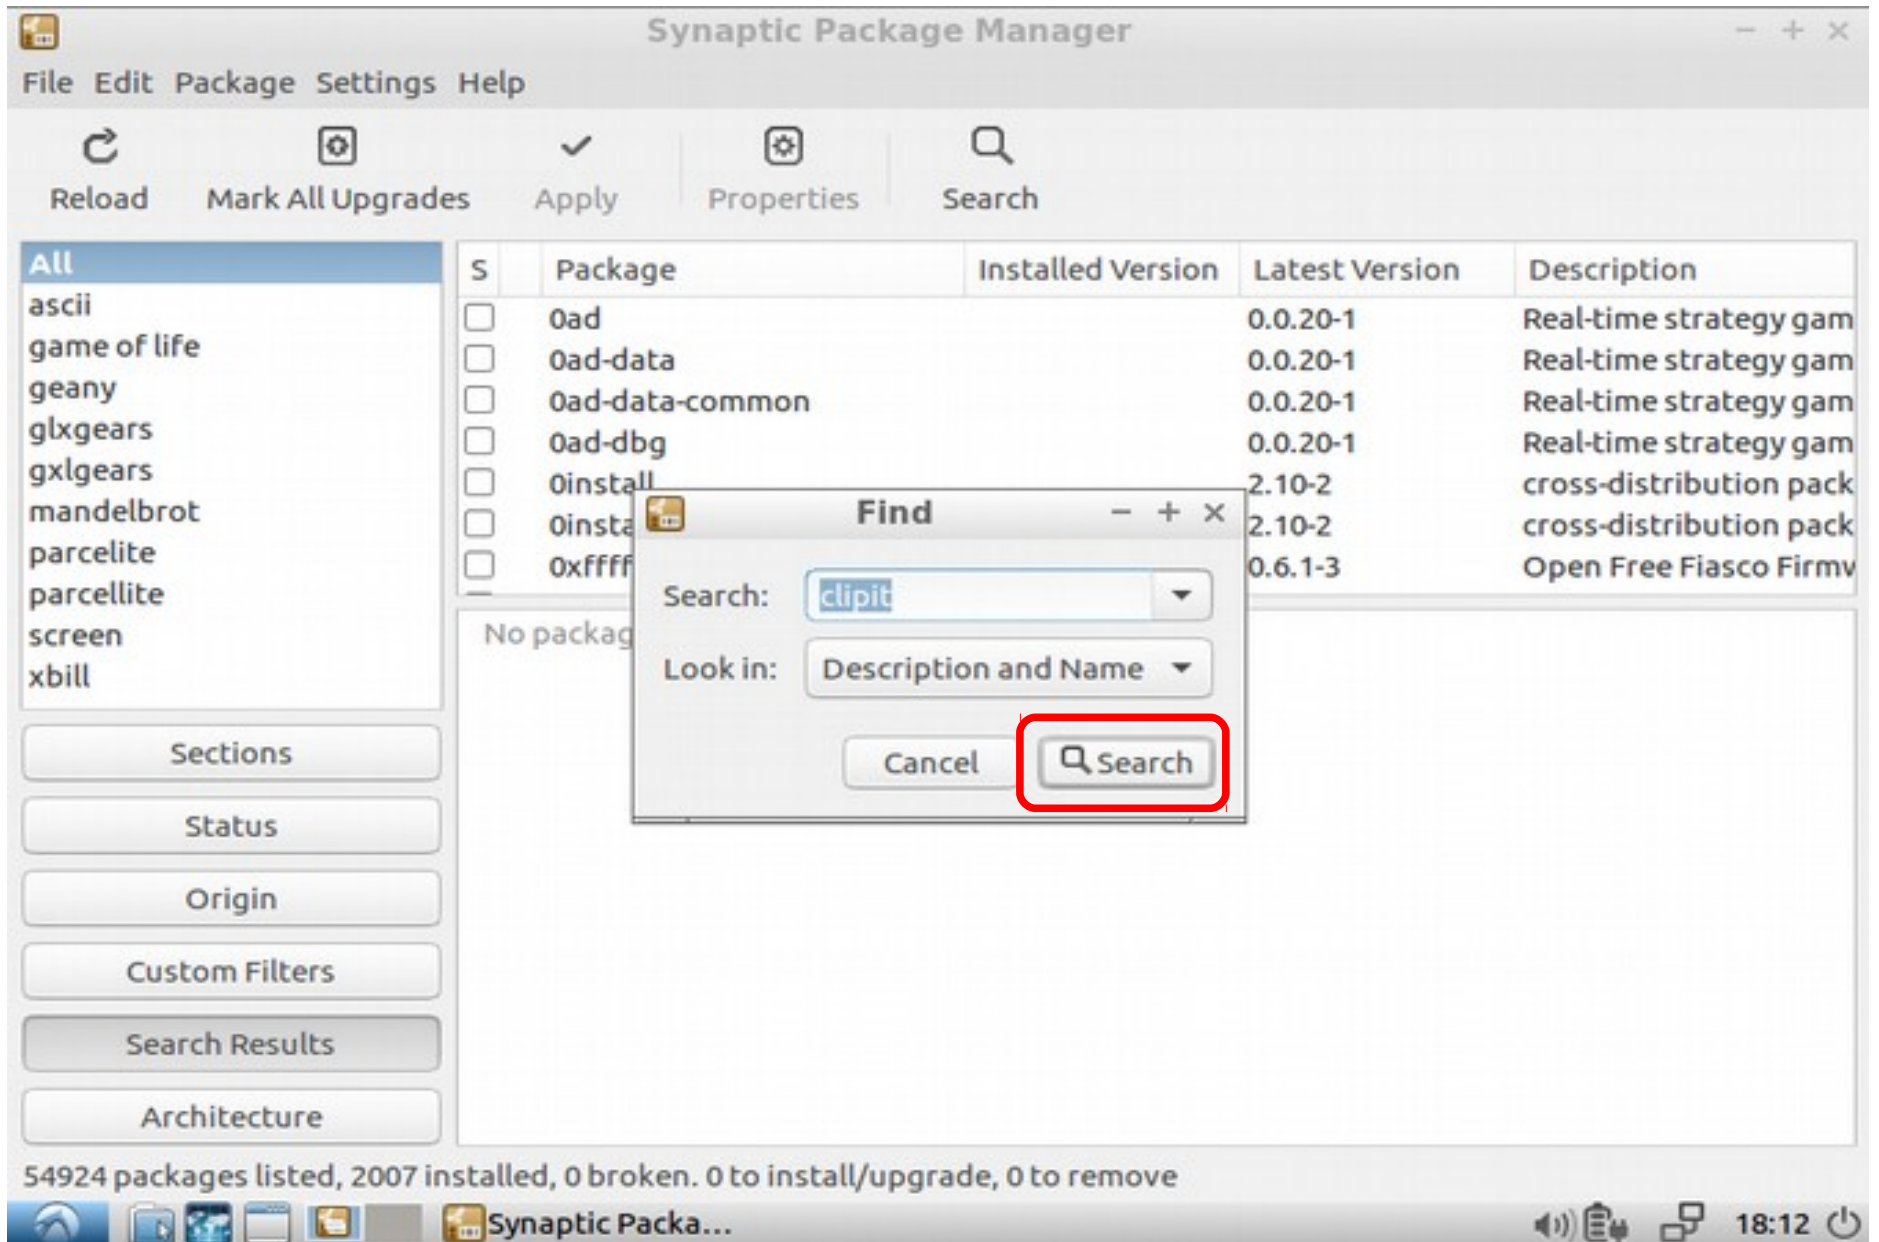 Synaptic Package Manager
File Edit Package Settings Help
Reload Mark All Upgrades Apply Properties Search
All
ascii
game of life
geany
glxgears
gxlgears
mandelbrot
parcelite
parcellite
screen
xbill
Sections
Status
Origin
Custom Filters
Search Results
Architecture
S Package Installed Version Latest Version Description
0ad 0.0.20-1 Real-time strategy gam
0ad-data 0.0.20-1 Real-time strategy gam
0ad-data-common 0.0.20-1 Real-time strategy gam
0ad-dbg 0.0.20-1 Real-time strategy gam
0install 2.10-2 cross-distribution pack
0insta 2.10-2 cross-distribution pack
0xffff 0.6.1-3 Open Free Fiasco Firmv
No packag
Find
Search: clipit
Look in: Description and Name
Cancel Search
54924 packages listed, 2007 installed, 0 broken. 0 to install/upgrade, 0 to remove
Synaptic Packa... 18:12